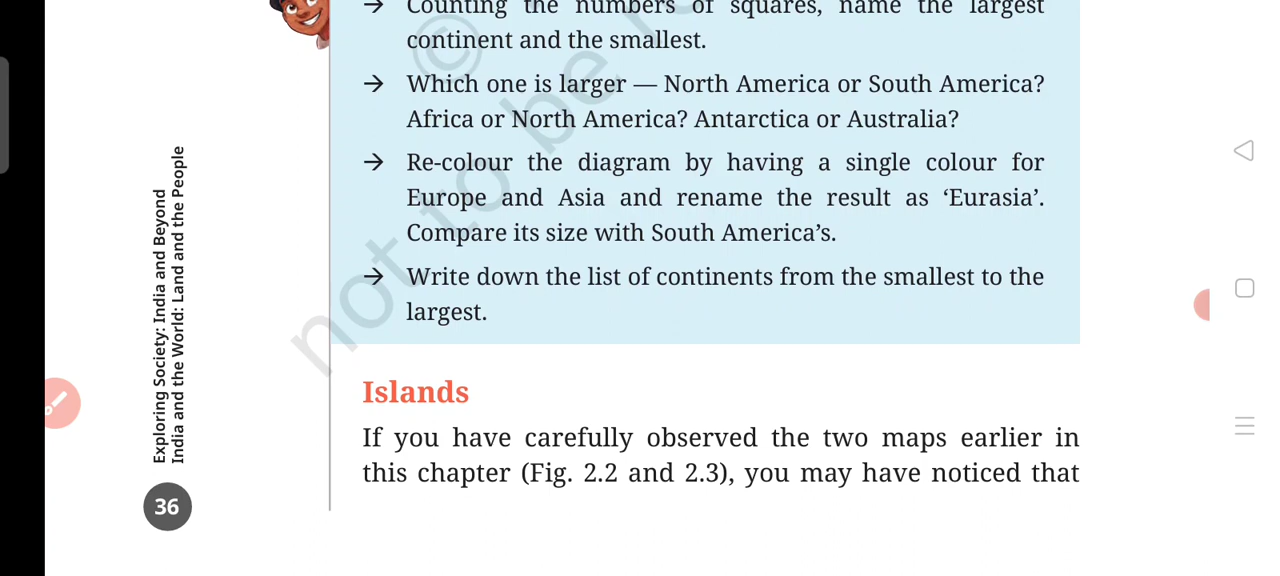 → Counting the numbers of squares, name the largest
continent and the smallest.
→ Which one is larger — North America or South America?
Africa or North America? Antarctica or Australia?
→ Re-colour the diagram by having a single colour for
Europe and Asia and rename the result as ‘Eurasia’.
Compare its size with South America’s.
→ Write down the list of continents from the smallest to the
largest.
Islands
If you have carefully observed the two maps earlier in
this chapter (Fig. 2.2 and 2.3), you may have noticed that
Exploring Society: India and Beyond
India and the World: Land and the People
36
©
not to be